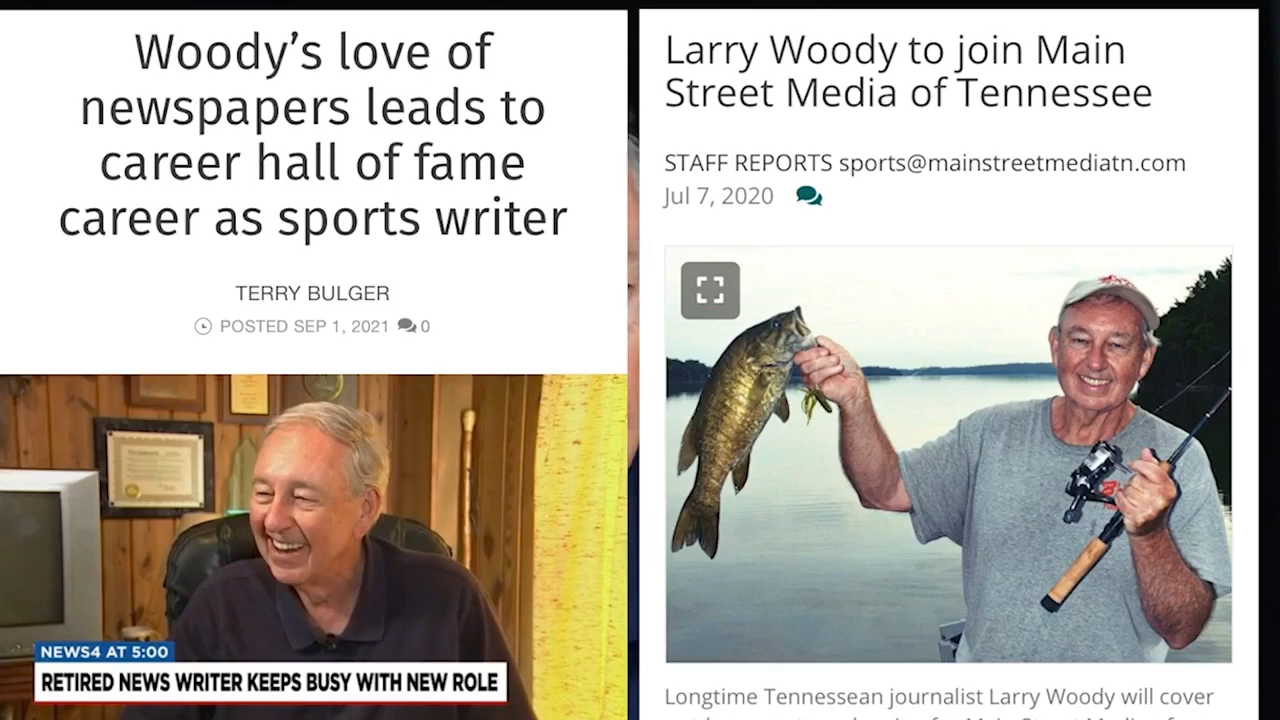 Woody’s love of
newspapers leads to
career hall of fame
career as sports writer
TERRY BULGER
POSTED SEP 1, 2021 0
NEWS4 AT 5:00
RETIRED NEWS WRITER KEEPS BUSY WITH NEW ROLE
Larry Woody to join Main
Street Media of Tennessee
STAFF REPORTS sports@mainstreetmediatn.com
Jul 7, 2020
Longtime Tennessean journalist Larry Woody will cover